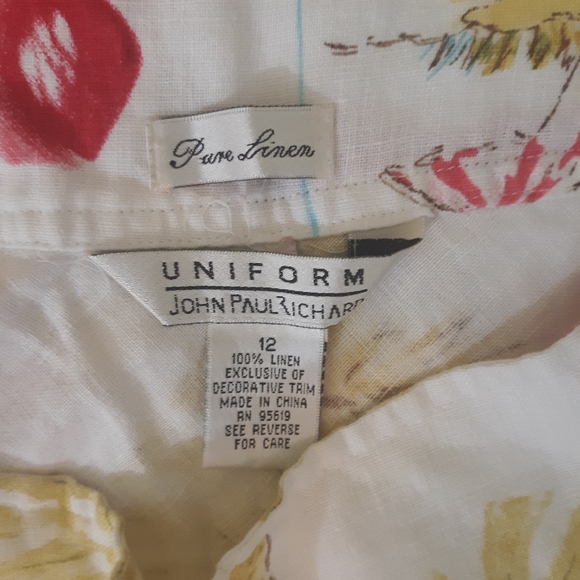 Pure Linen
UNIFORM
JOHN PAUL RICHARD
12
100% LINEN
EXCLUSIVE OF
DECORATIVE TRIM
MADE IN CHINA
RN 95619
SEE REVERSE
FOR CARE